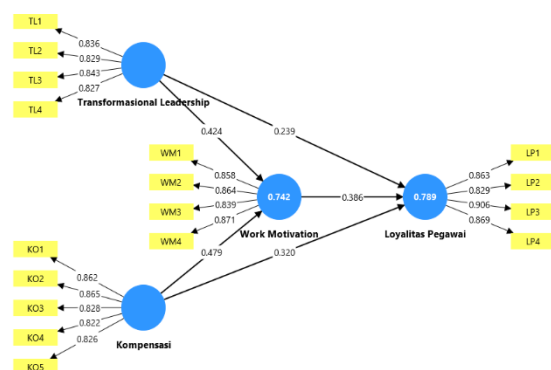 TL1
0.836
TL2
0.829
TL3
0.843
TL4
0.827
Transformasional Leadership
0.424
0.239
WM1
0.858
WM2
0.864
WM3
0.839
WM4
0.871
0.742
Work Motivation
0.386
0.789
Loyalitas Pegawai
LP1
0.863
LP2
0.829
LP3
0.906
LP4
0.869
0.479
0.320
KO1
0.862
KO2
0.865
KO3
0.828
KO4
0.822
KO5
0.826
Kompensasi